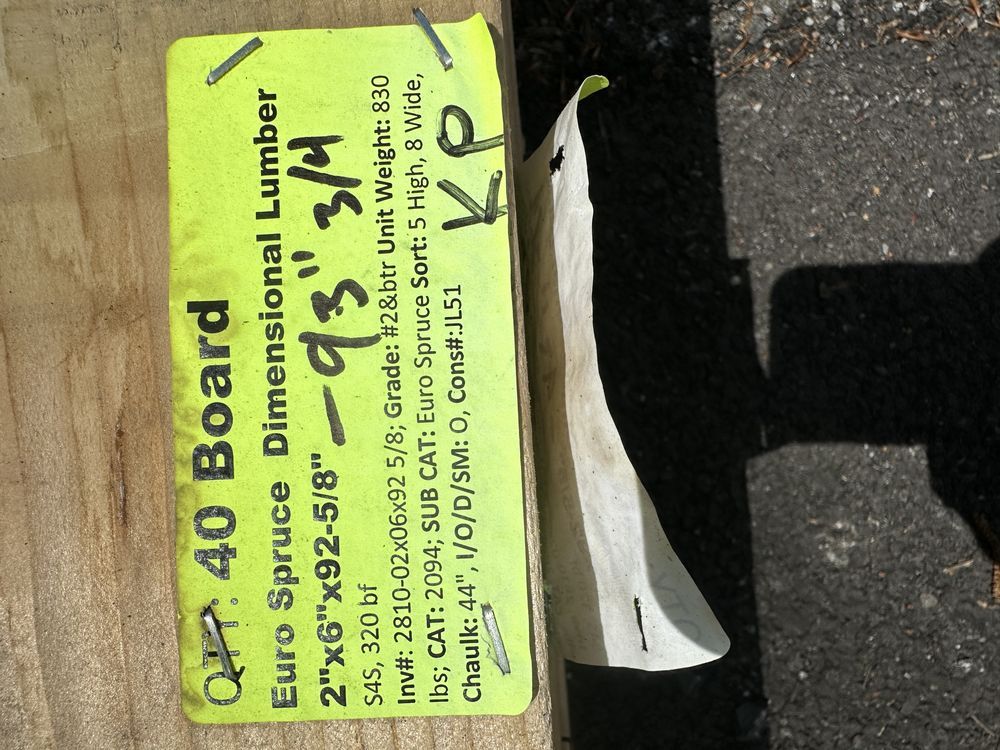 QTY: 40 Board
Euro Spruce Dimensional Lumber
2"x6"x92-5/8" — 93" 3/4
S4S, 320 bf
Inv#: 2810-02x06x92 5/8; Grade: #2&btr Unit Weight: 830
lbs; CAT: 2094; SUB CAT: Euro Spruce Sort: 5 High, 8 Wide,
Chaulk: 44", I/O/D/SM: O, Cons#:JL51
KP